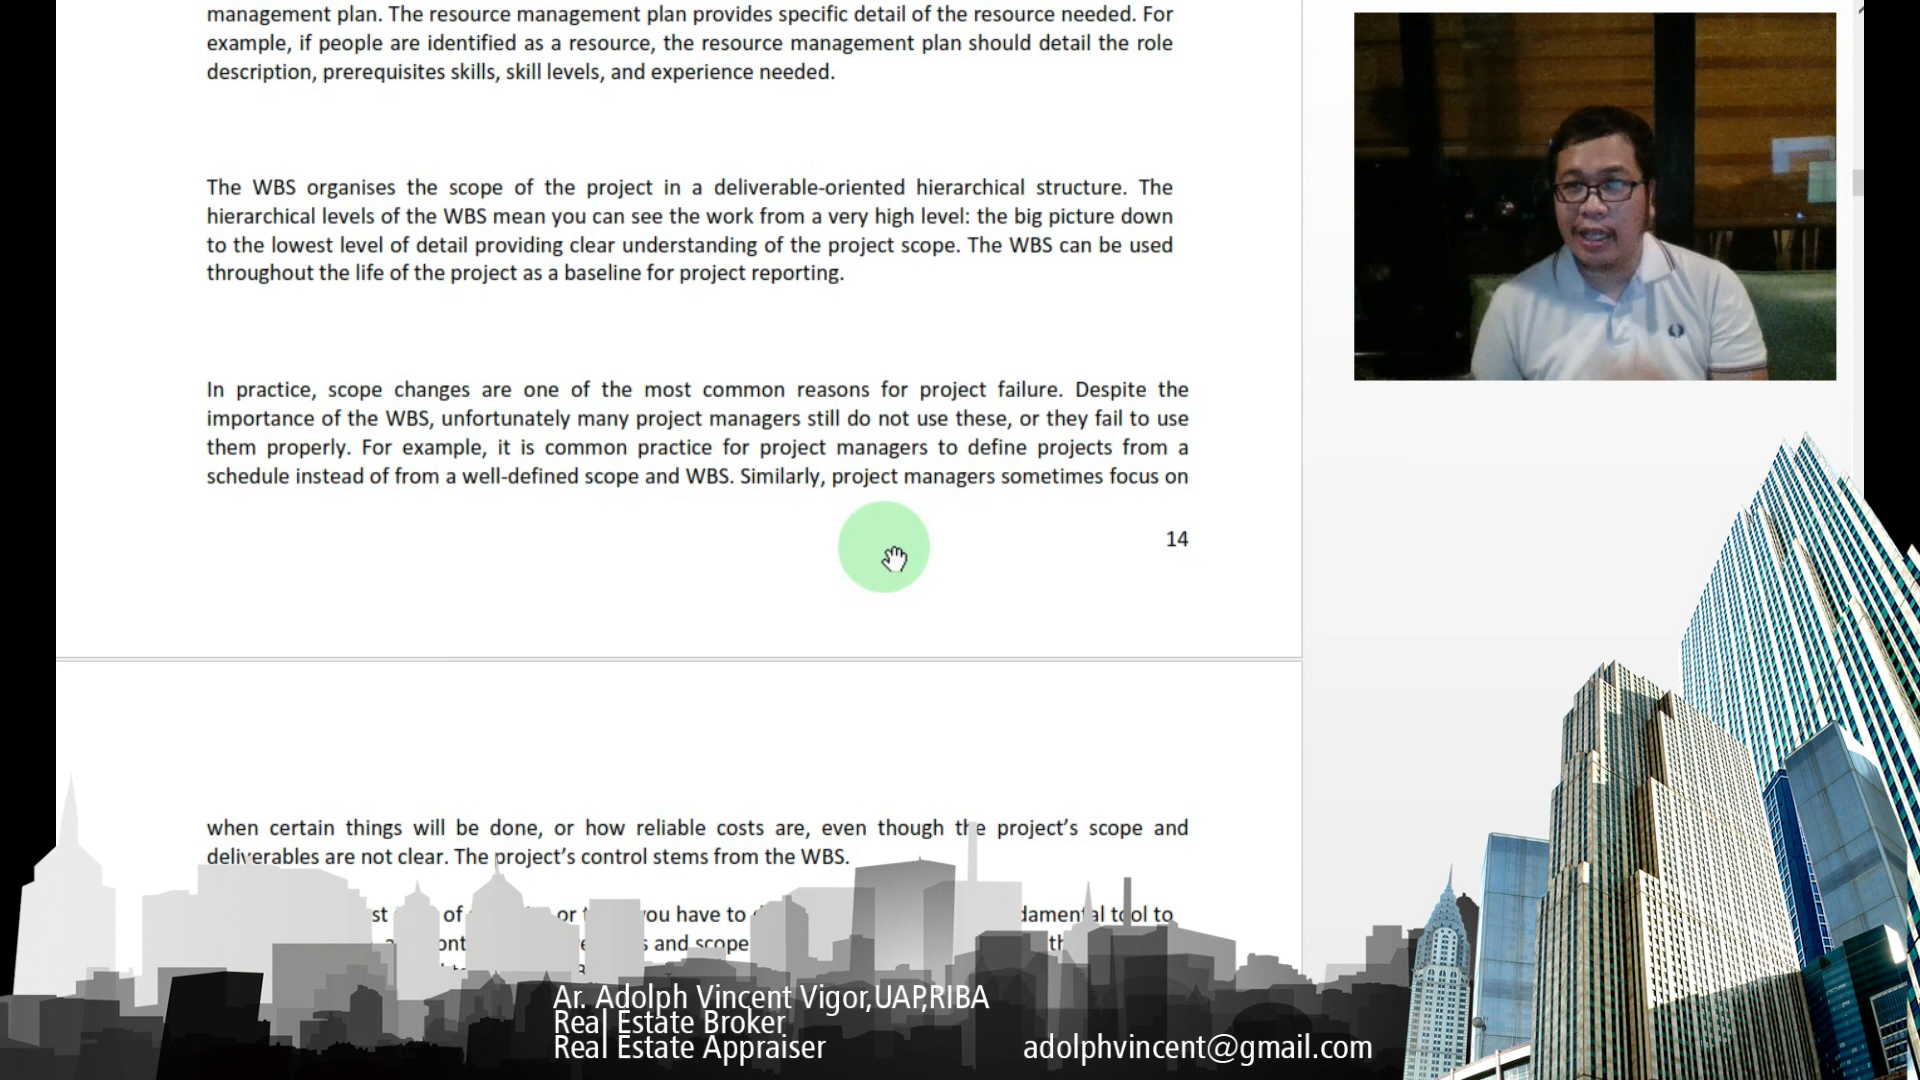 management plan. The resource management plan provides specific detail of the resource needed. For
example, if people are identified as a resource, the resource management plan should detail the role
description, prerequisites skills, skill levels, and experience needed.
The WBS organises the scope of the project in a deliverable-oriented hierarchical structure. The
hierarchical levels of the WBS mean you can see the work from a very high level: the big picture down
to the lowest level of detail providing clear understanding of the project scope. The WBS can be used
throughout the life of the project as a baseline for project reporting.
In practice, scope changes are one of the most common reasons for project failure. Despite the
importance of the WBS, unfortunately many project managers still do not use these, or they fail to use
them properly. For example, it is common practice for project managers to define projects from a
schedule instead of from a well-defined scope and WBS. Similarly, project managers sometimes focus on
14
when certain things will be done, or how reliable costs are, even though the project’s scope and
deliverables are not clear. The project’s control stems from the WBS.
of you have to tool to
and scope
Ar. Adolph Vincent Vigor,UAP,RIBA
Real Estate Broker
Real Estate Appraiser
adolphvincent@gmail.com